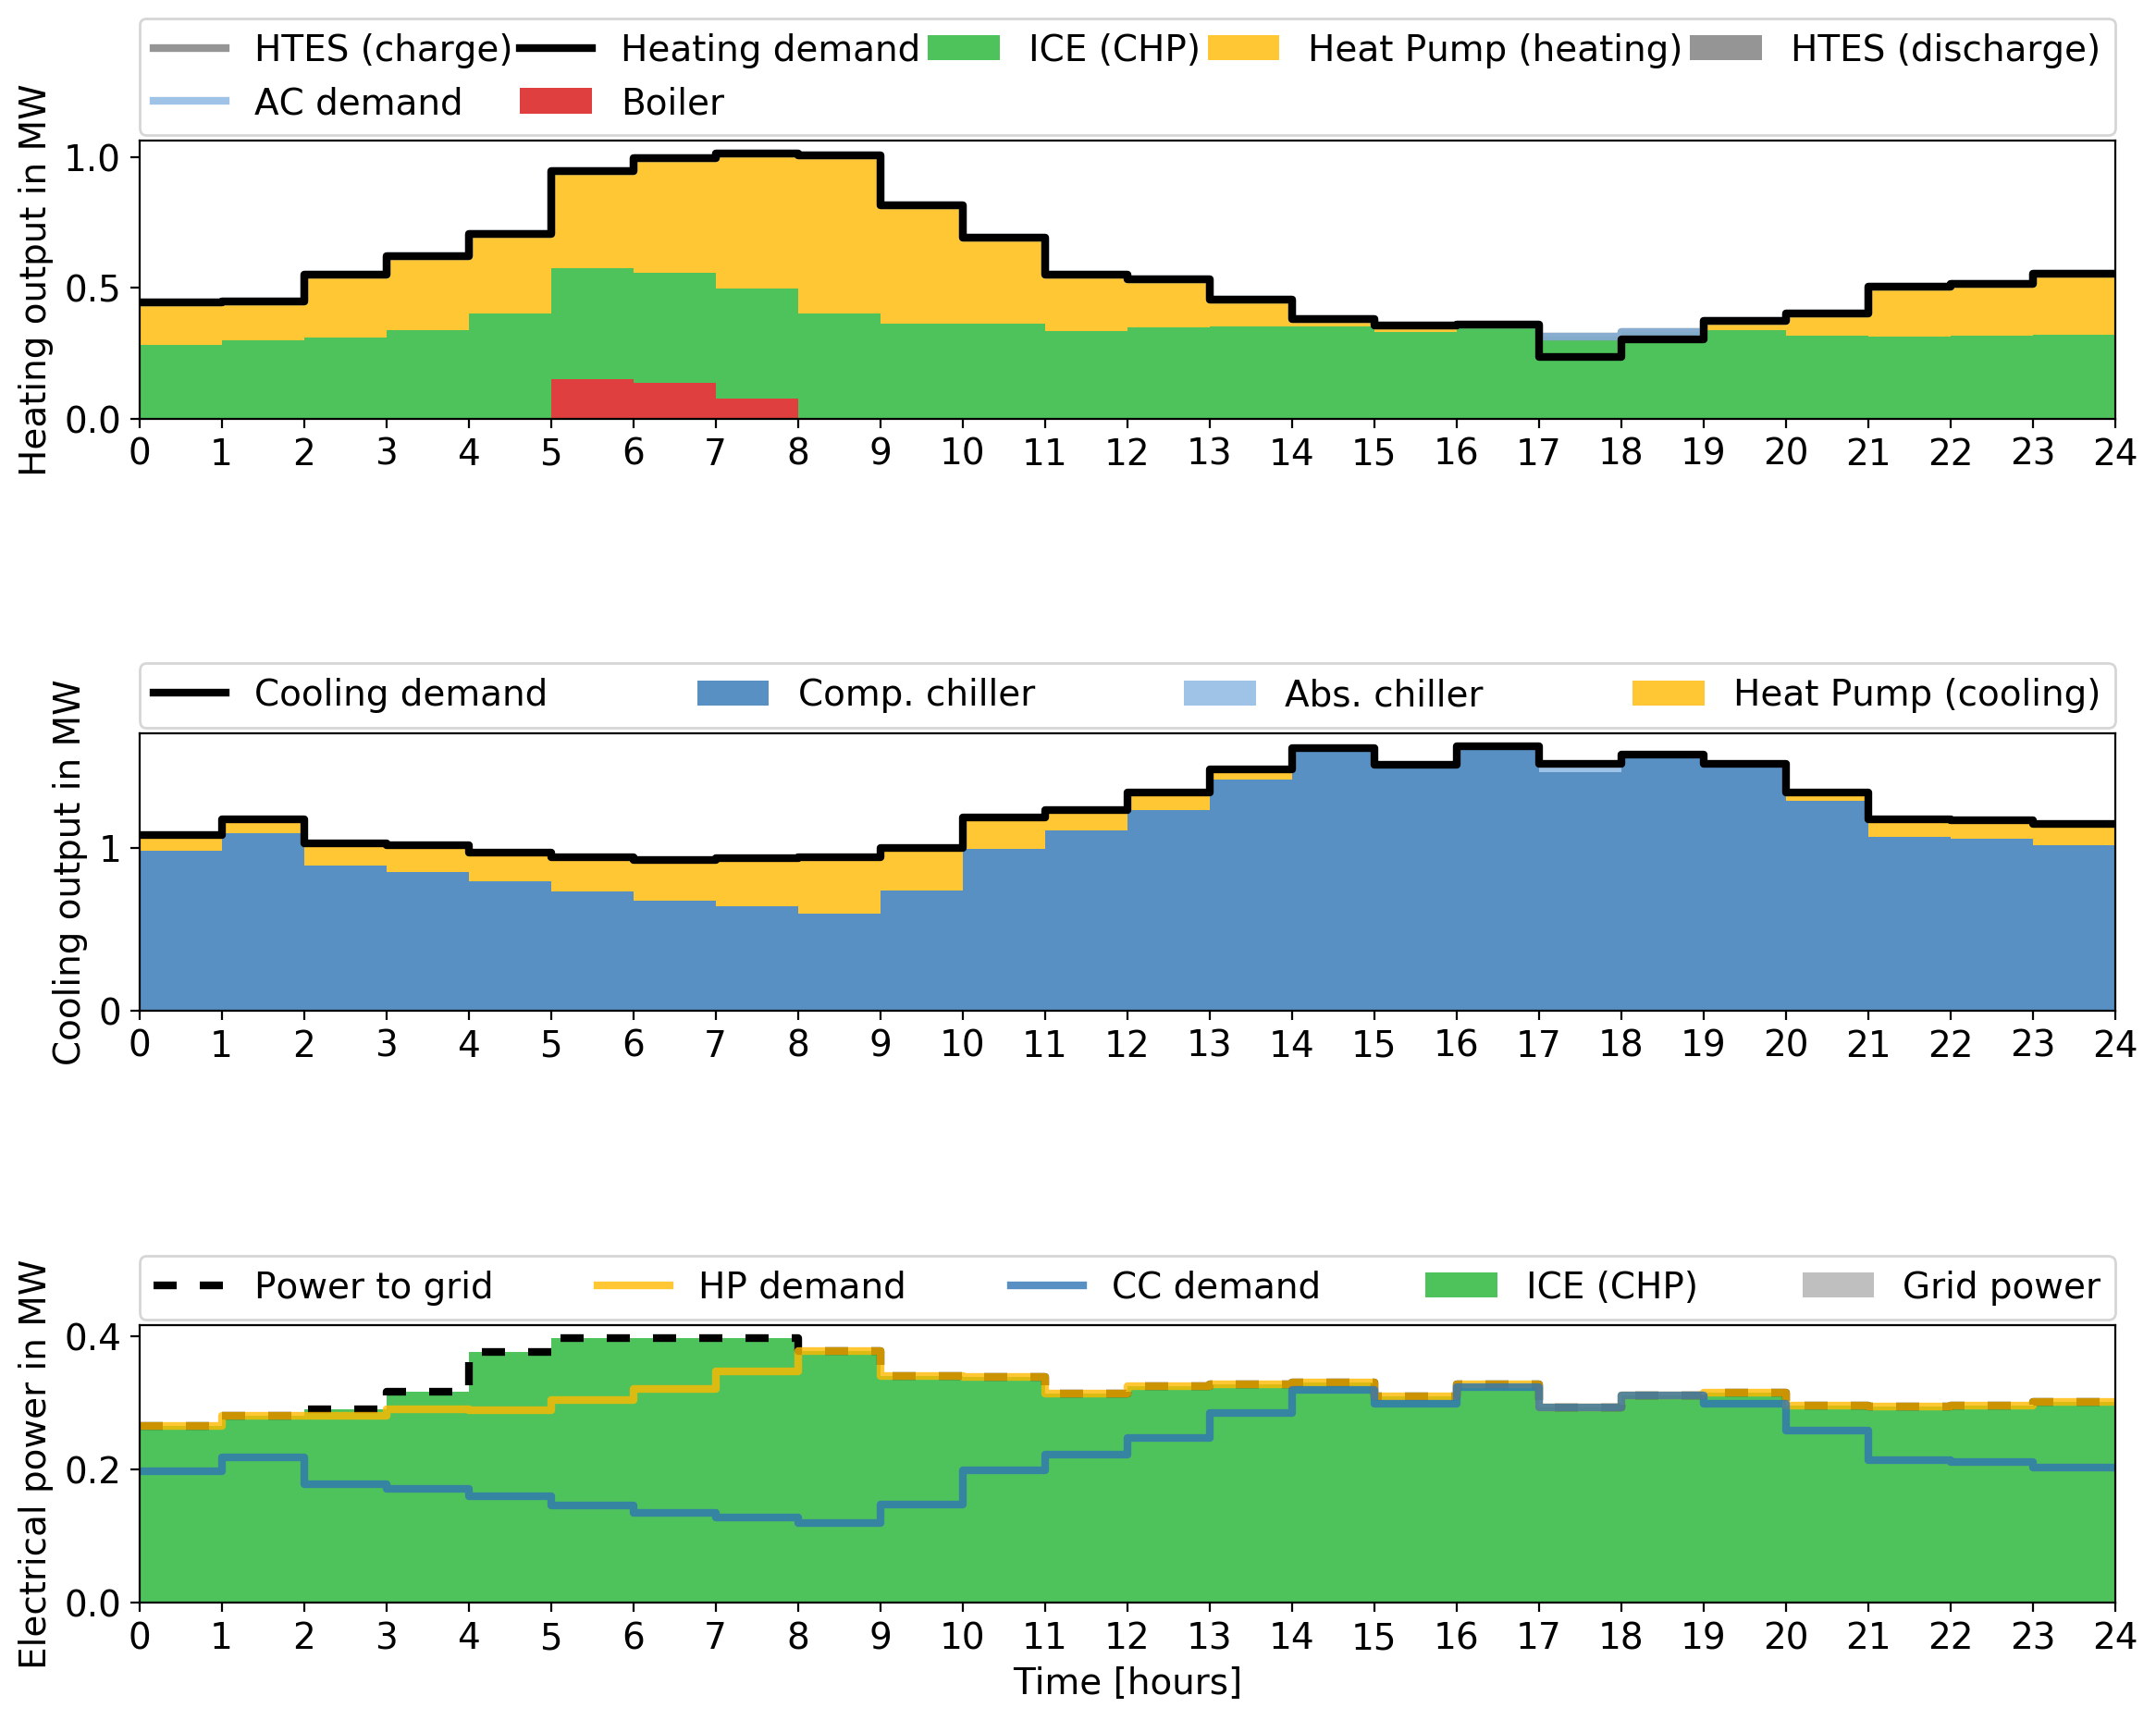 HTES (charge) Heating demand ICE (CHP) Heat Pump (heating) HTES (discharge)
AC demand Boiler
Heating output in MW
1.0
0.5
0.0
0 1 2 3 4 5 6 7 8 9 10 11 12 13 14 15 16 17 18 19 20 21 22 23 24
Cooling demand Comp. chiller Abs. chiller Heat Pump (cooling)
Cooling output in MW
1
0
0 1 2 3 4 5 6 7 8 9 10 11 12 13 14 15 16 17 18 19 20 21 22 23 24
Power to grid HP demand CC demand ICE (CHP) Grid power
Electrical power in MW
0.4
0.2
0.0
0 1 2 3 4 5 6 7 8 9 10 11 12 13 14 15 16 17 18 19 20 21 22 23 24
Time [hours]